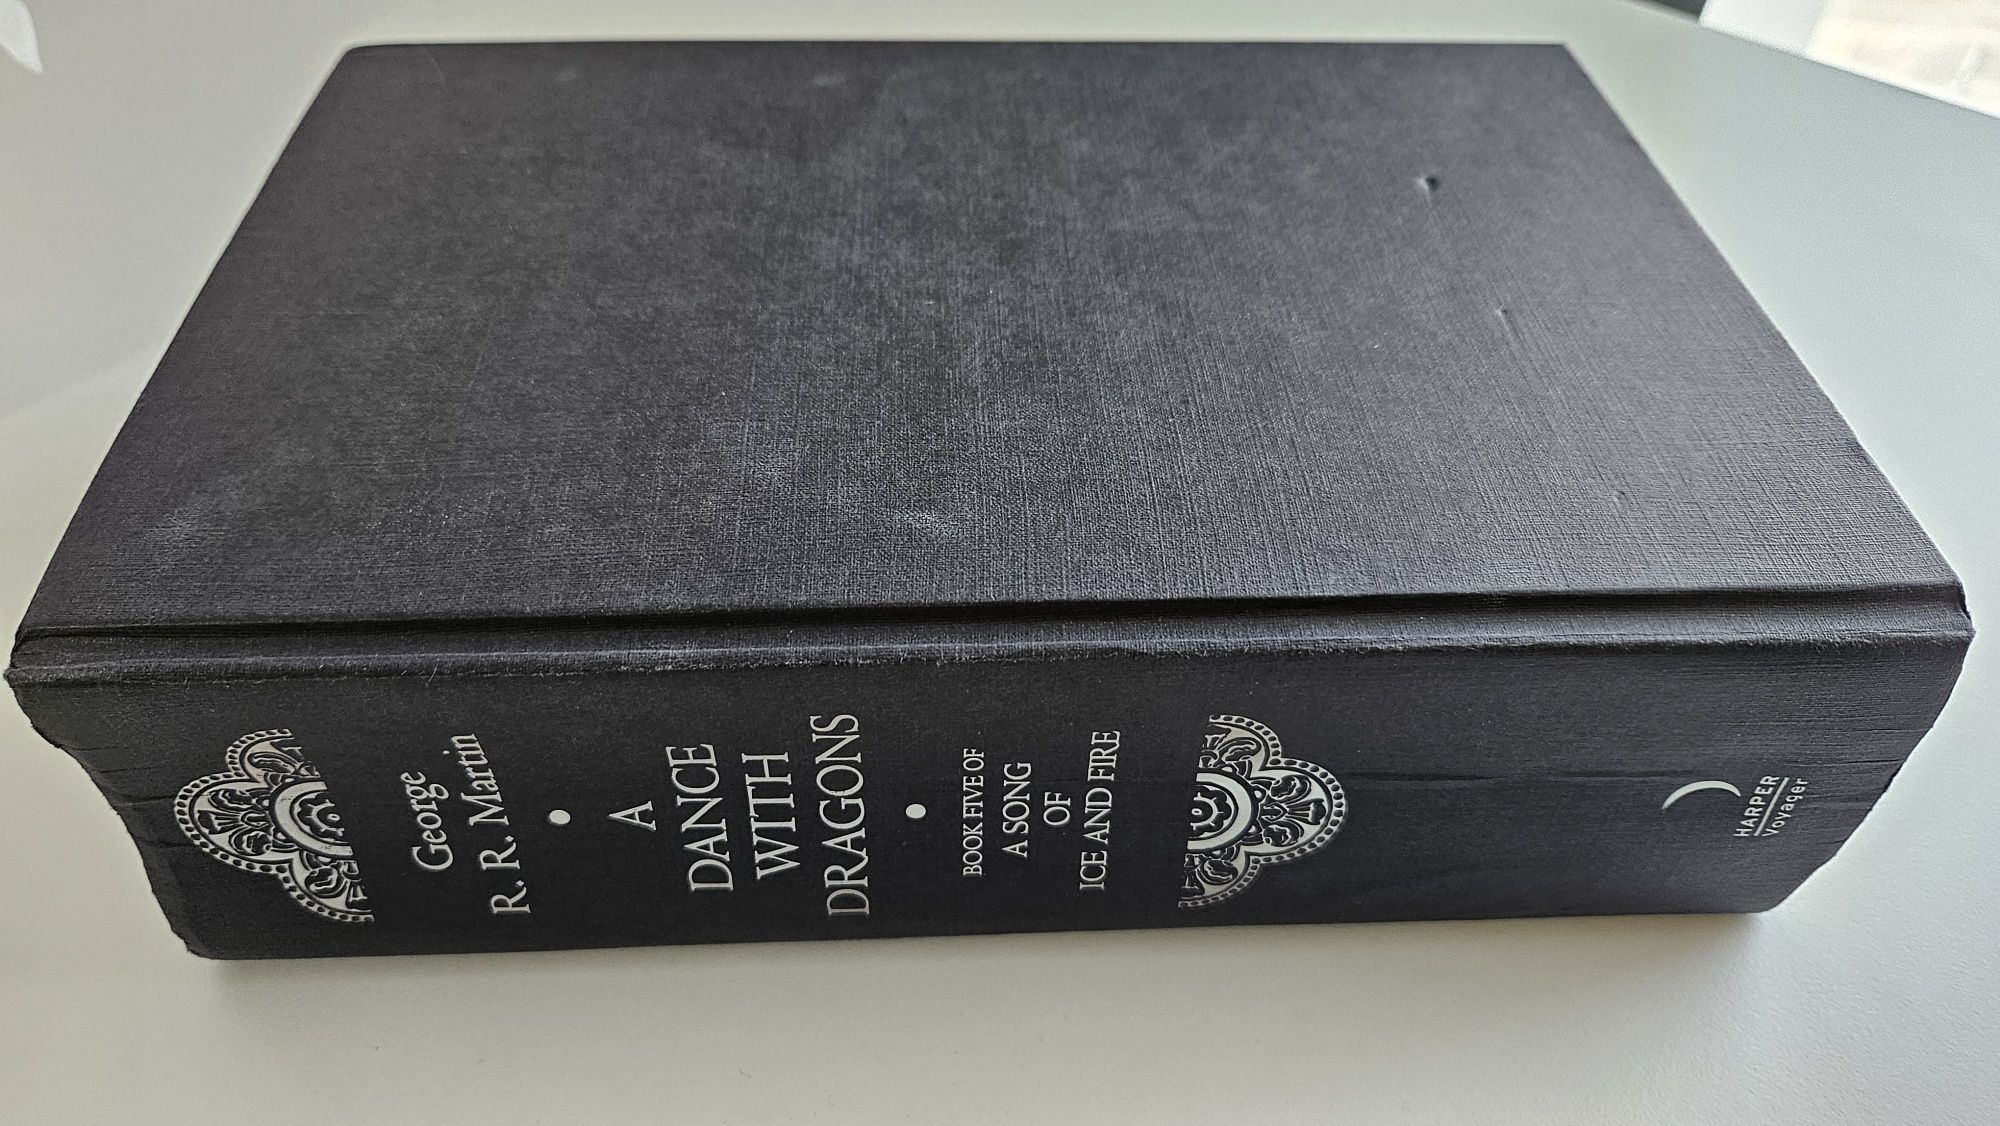 George
R. R. Martin
A
DANCE
WITH
DRAGONS
BOOK FIVE OF
A SONG
OF
ICE AND FIRE
HARPER
Voyager